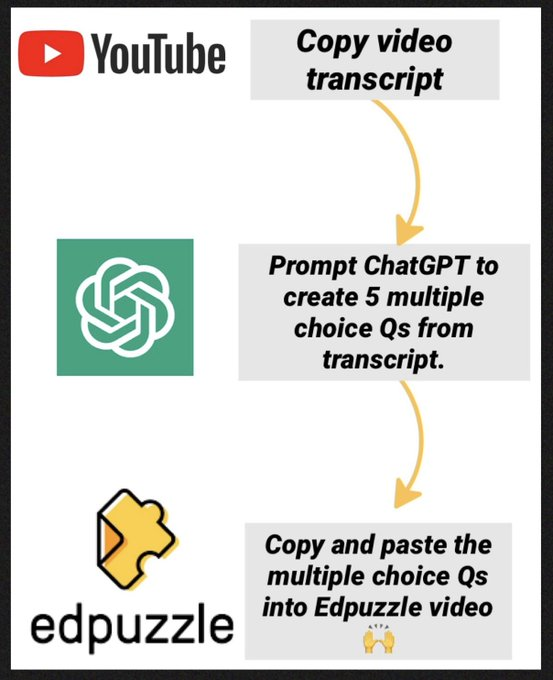 YouTube
Copy video
transcript
Prompt ChatGPT to
create 5 multiple
choice Qs from
transcript.
edpuzzle
Copy and paste the
multiple choice Qs
into Edpuzzle video
🙌